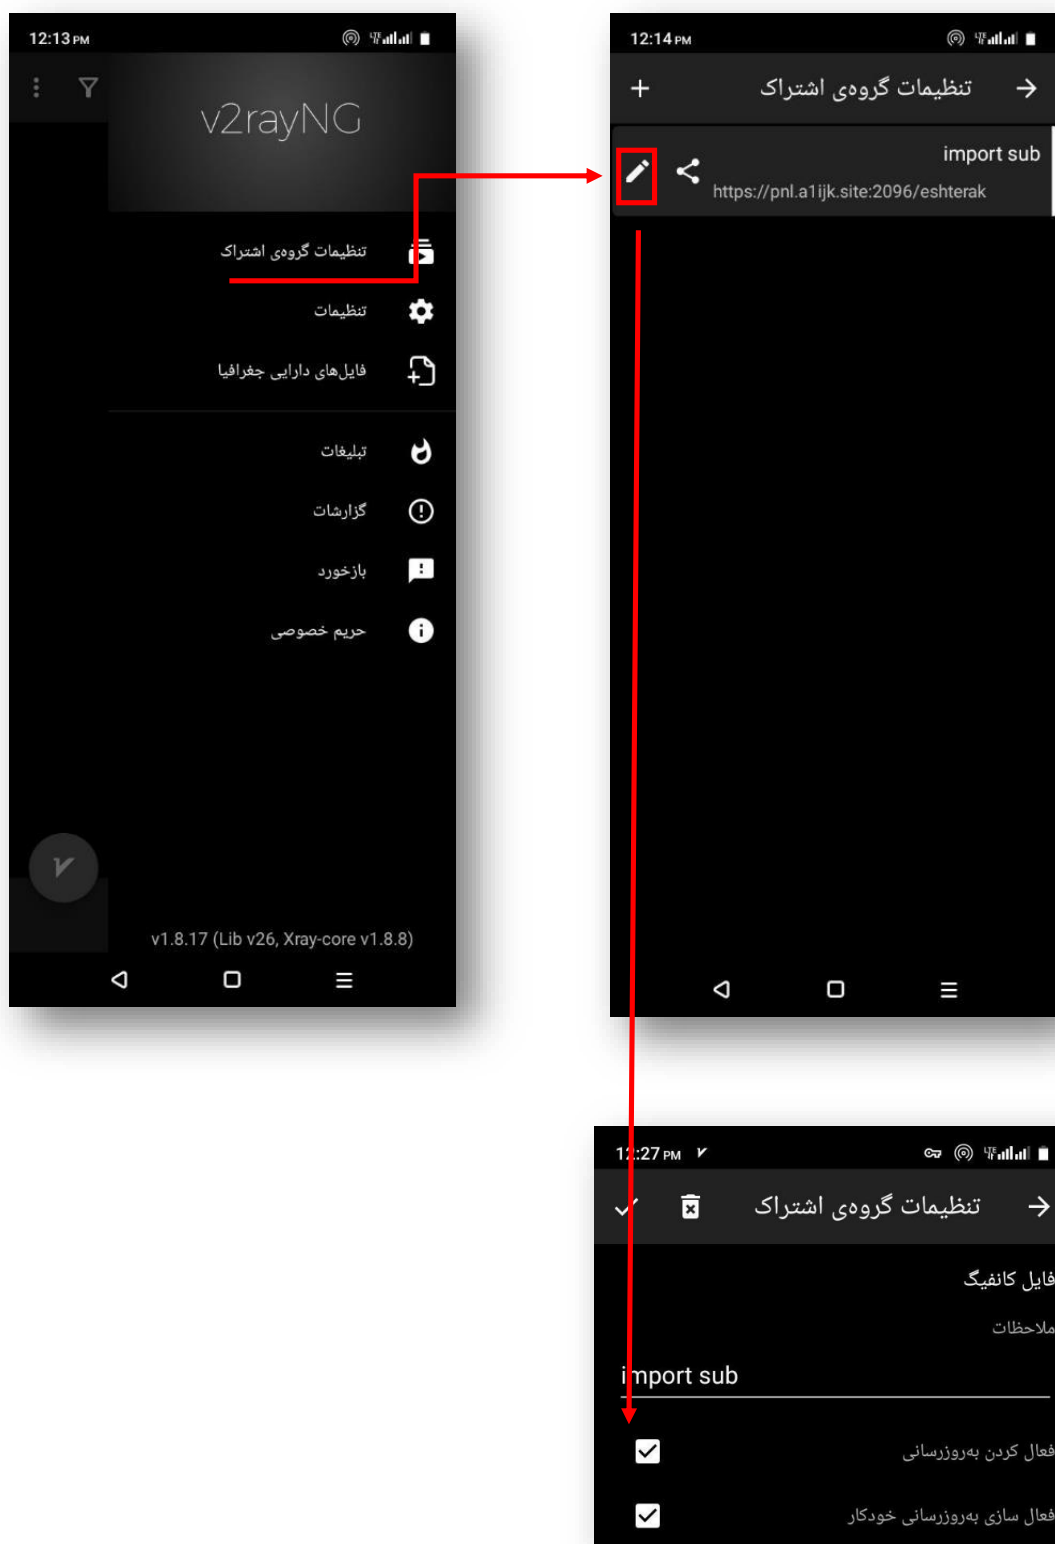 12:13 PM
v2rayNG
تنظیمات گروه‌ی اشتراک
تنظیمات
فایل‌های دارایی جغرافیا
تبلیغات
گزارشات
بازخورد
حریم خصوصی
v1.8.17 (Lib v26, Xray-core v1.8.8)
12:14 PM
تنظیمات گروه‌ی اشتراک
import sub
https://pnl.a1ijk.site:2096/eshterak
12:27 PM
تنظیمات گروه‌ی اشتراک
فایل کانفیگ
ملاحظات
import sub
فعال کردن به‌روزرسانی
فعال سازی به‌روزرسانی خودکار